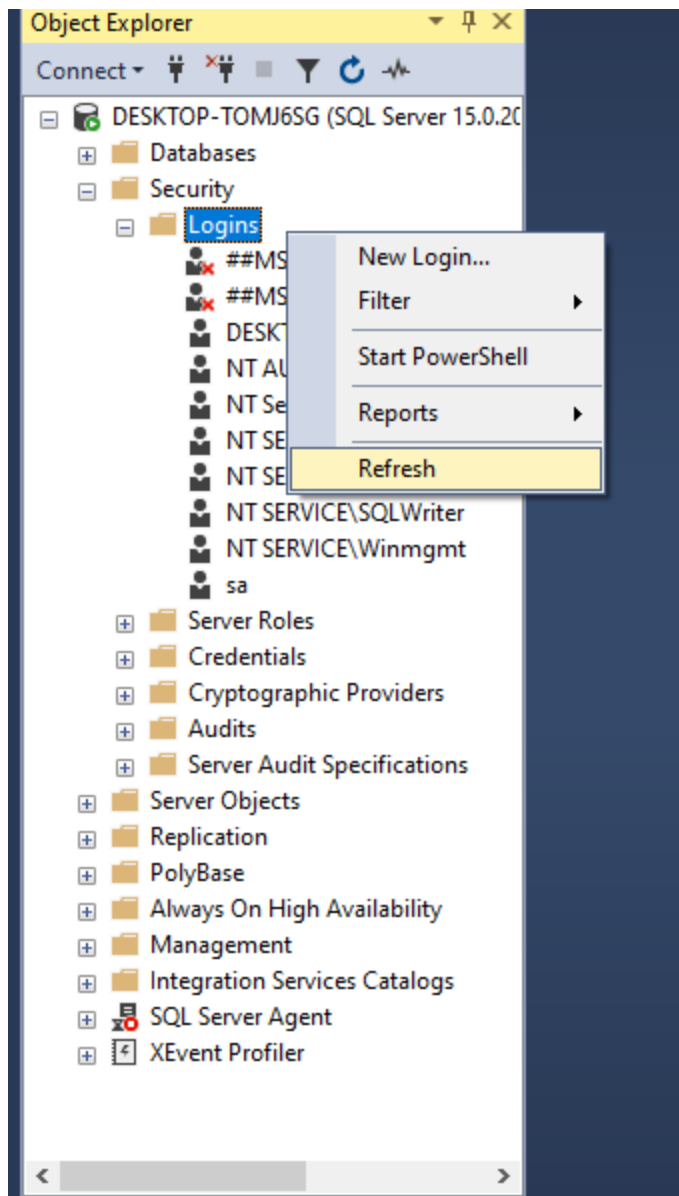 Object Explorer
Connect
DESKTOP-TOMJ6SG (SQL Server 15.0.20
Databases
Security
Logins
##MS
##MS
DESKT
NT AU
NT Se
NT SE
NT SE
NT SERVICE\SQLWriter
NT SERVICE\Winmgmt
sa
New Login...
Filter
Start PowerShell
Reports
Refresh
Server Roles
Credentials
Cryptographic Providers
Audits
Server Audit Specifications
Server Objects
Replication
PolyBase
Always On High Availability
Management
Integration Services Catalogs
SQL Server Agent
XEvent Profiler